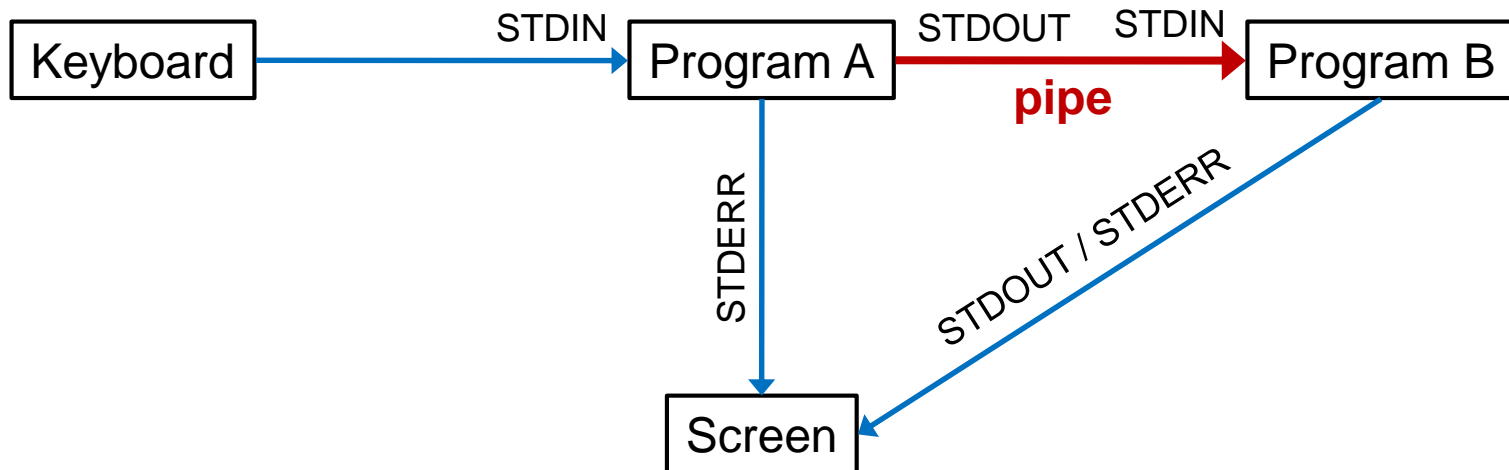 STDIN
STDOUT
STDIN
Keyboard
Program A
Program B
pipe
STDERR
STDOUT / STDERR
Screen